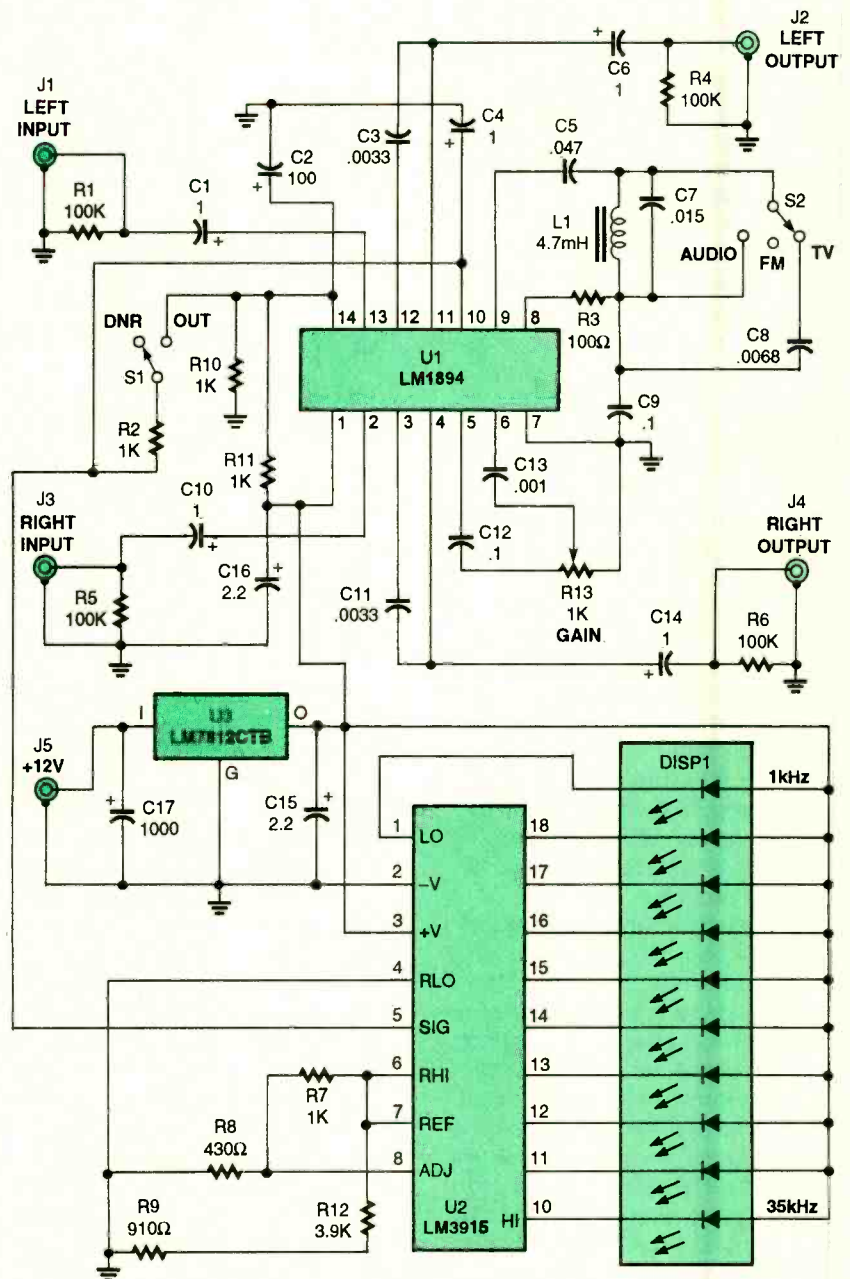 J2
LEFT
OUTPUT
J1
LEFT
INPUT
+
C6
1
R4
100K
C4
1
+
C3
.0033
C5
.047
C2
100
+
R1
100K
C1
1
+
C7
.015
S2
L1
4.7mH
AUDIO
FM
TV
DNR
OUT
14
13
12
11
10
9
8
R3
100Ω
C8
.0068
S1
R10
1K
U1
LM1894
C9
.1
1
2
3
4
5
6
7
R2
1K
R11
1K
C13
.001
J3
RIGHT
INPUT
C10
1
+
J4
RIGHT
OUTPUT
C12
.1
C16
2.2
+
R5
100K
C11
.0033
R13
1K
GAIN
C14
1
+
R6
100K
I
U3
LM7812CTB
O
G
J5
+12V
DISP1
1kHz
+
C17
1000
C15
2.2
+
1
LO
18
2
–V
17
3
+V
16
4
RLO
15
5
SIG
14
6
RHI
13
R7
1K
7
REF
12
R8
430Ω
8
ADJ
11
R9
910Ω
R12
3.9K
U2
LM3915
HI
10
35kHz